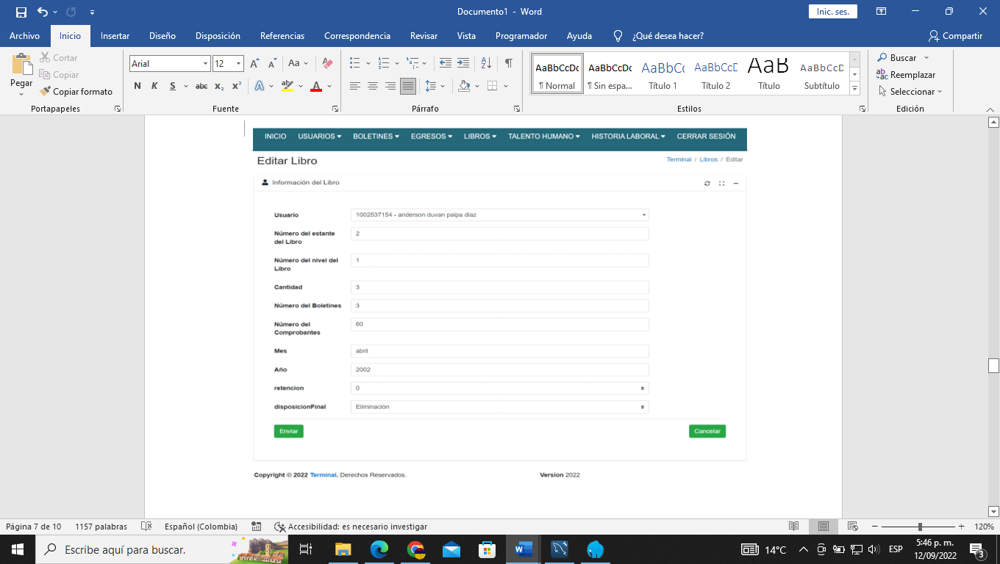 Documento1 - Word
Inic. ses.
Archivo Inicio Insertar Diseño Disposición Referencias Correspondencia Revisar Vista Programador Ayuda ¿Qué desea hacer? Compartir
Pegar
Cortar
Copiar
Copiar formato
Portapapeles
Arial 12
Aa
N K S abc x₂ x²
Fuente
Párrafo
AaBbCcDc AaBbCcDc AaBbCc AaBbCcD AaB AaBbCcD
¶ Normal ¶ Sin espa... Título 1 Título 2 Título Subtítulo
Estilos
Buscar
Reemplazar
Seleccionar
Edición
INICIO USUARIOS BOLETINES EGRESOS LIBROS TALENTO HUMANO HISTORIA LABORAL CERRAR SESIÓN
Editar Libro
Terminal / Libros / Editar
Información del Libro
Usuario 1002537154 - anderson duvan paipa diaz
Número del estante del Libro 2
Número del nivel del Libro 1
Cantidad 3
Número del Boletines 3
Número del Comprobantes 60
Mes abril
Año 2002
retencion 0
disposicionFinal Eliminación
Enviar Cancelar
Copyright © 2022 Terminal. Derechos Reservados. Version 2022
Página 7 de 10 1157 palabras Español (Colombia) Accesibilidad: es necesario investigar 120%
Escribe aquí para buscar.
14°C ESP
5:46 p. m.
12/09/2022
3